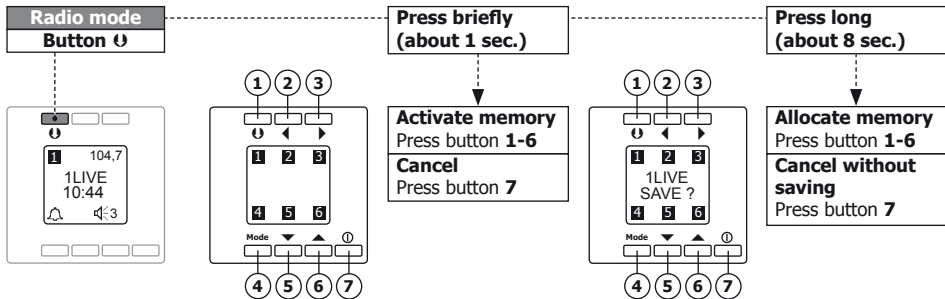 Radio mode
Button
Press briefly
(about 1 sec.)
Press long
(about 8 sec.)
1 2 3
1 2 3
Activate memory
Press button 1-6
Cancel
Press button 7
Allocate memory
Press button 1-6
Cancel without
saving
Press button 7
1 104,7
1LIVE
10:44
3
1 2 3
4 5 6
Mode
4 5 6 7
1 2 3
1LIVE
SAVE ?
4 5 6
Mode
4 5 6 7